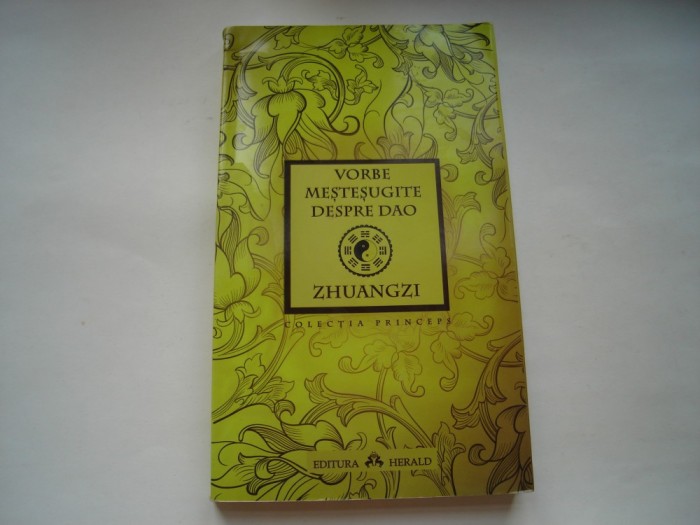 VORBE
MEȘTEȘUGITE
DESPRE DAO
ZHUANGZI
COLECȚIA PRINCEPS
EDITURA HERALD